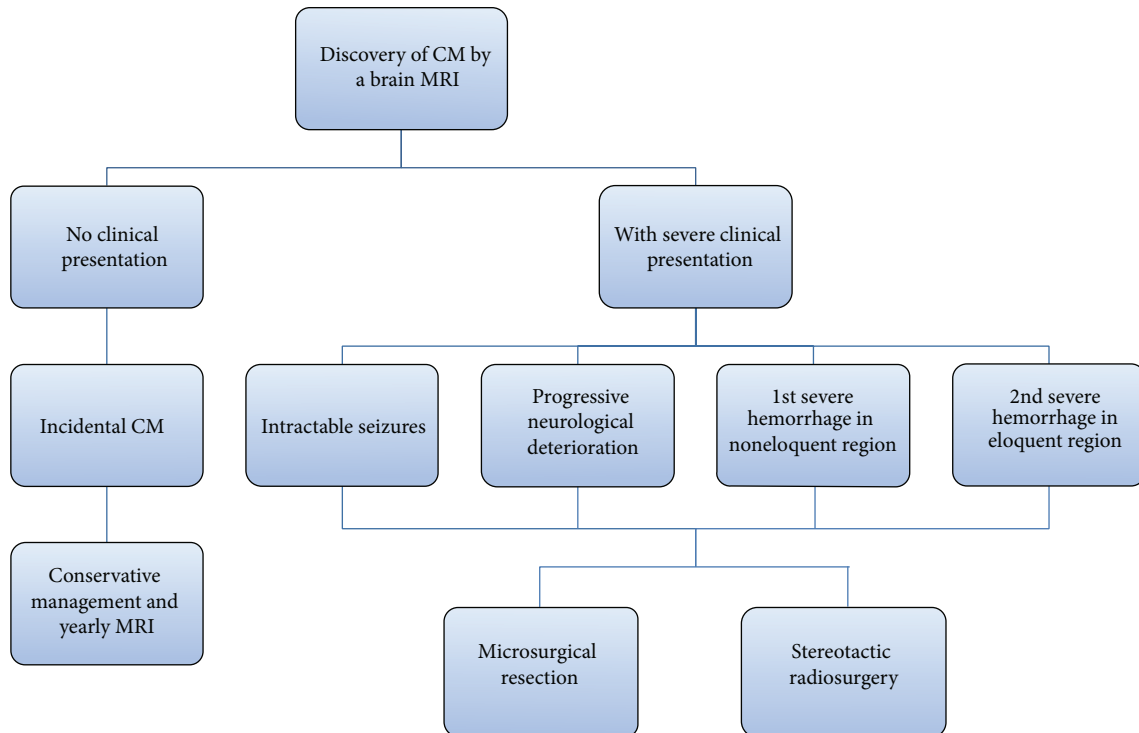 Discovery of CM by
a brain MRI
No clinical
presentation
With severe clinical
presentation
Incidental CM
Intractable seizures
Progressive
neurological
deterioration
1st severe
hemorrhage in
noneloquent region
2nd severe
hemorrhage in
eloquent region
Conservative
management and
yearly MRI
Microsurgical
resection
Stereotactic
radiosurgery